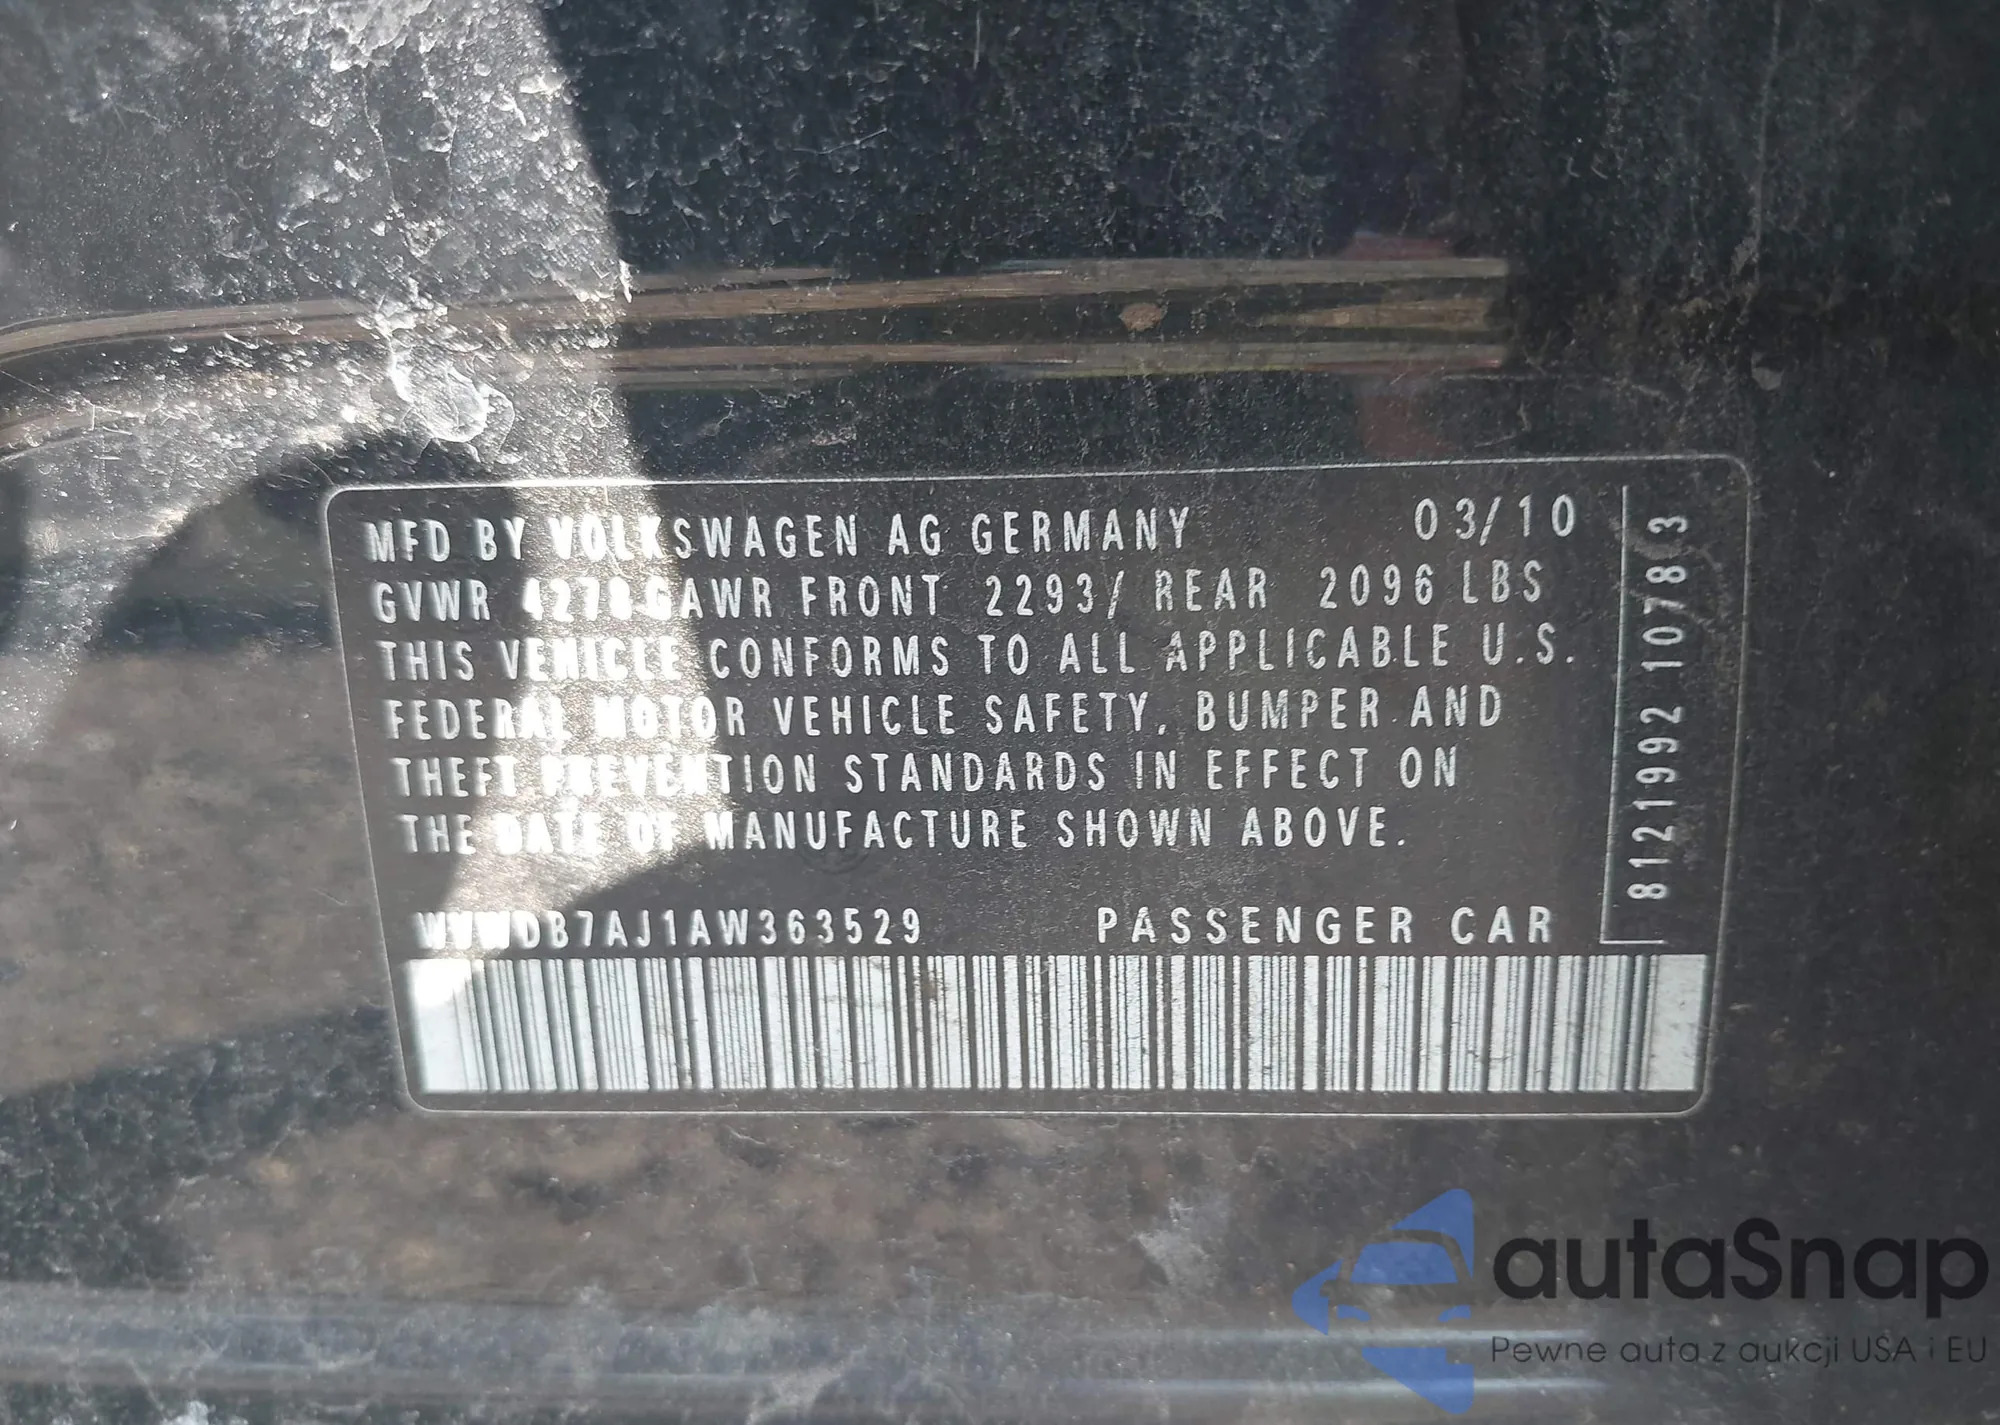 MFD BY VOLKSWAGEN AG GERMANY 03/10
GVWR 4278 GAWR FRONT 2293/ REAR 2096 LBS
THIS VEHICLE CONFORMS TO ALL APPLICABLE U.S.
FEDERAL MOTOR VEHICLE SAFETY, BUMPER AND
THEFT PREVENTION STANDARDS IN EFFECT ON
THE DATE OF MANUFACTURE SHOWN ABOVE.
WVWDB7AJ1AW363529 PASSENGER CAR
8121992 10783
autaSnap
Pewne auta z aukcji USA i EU